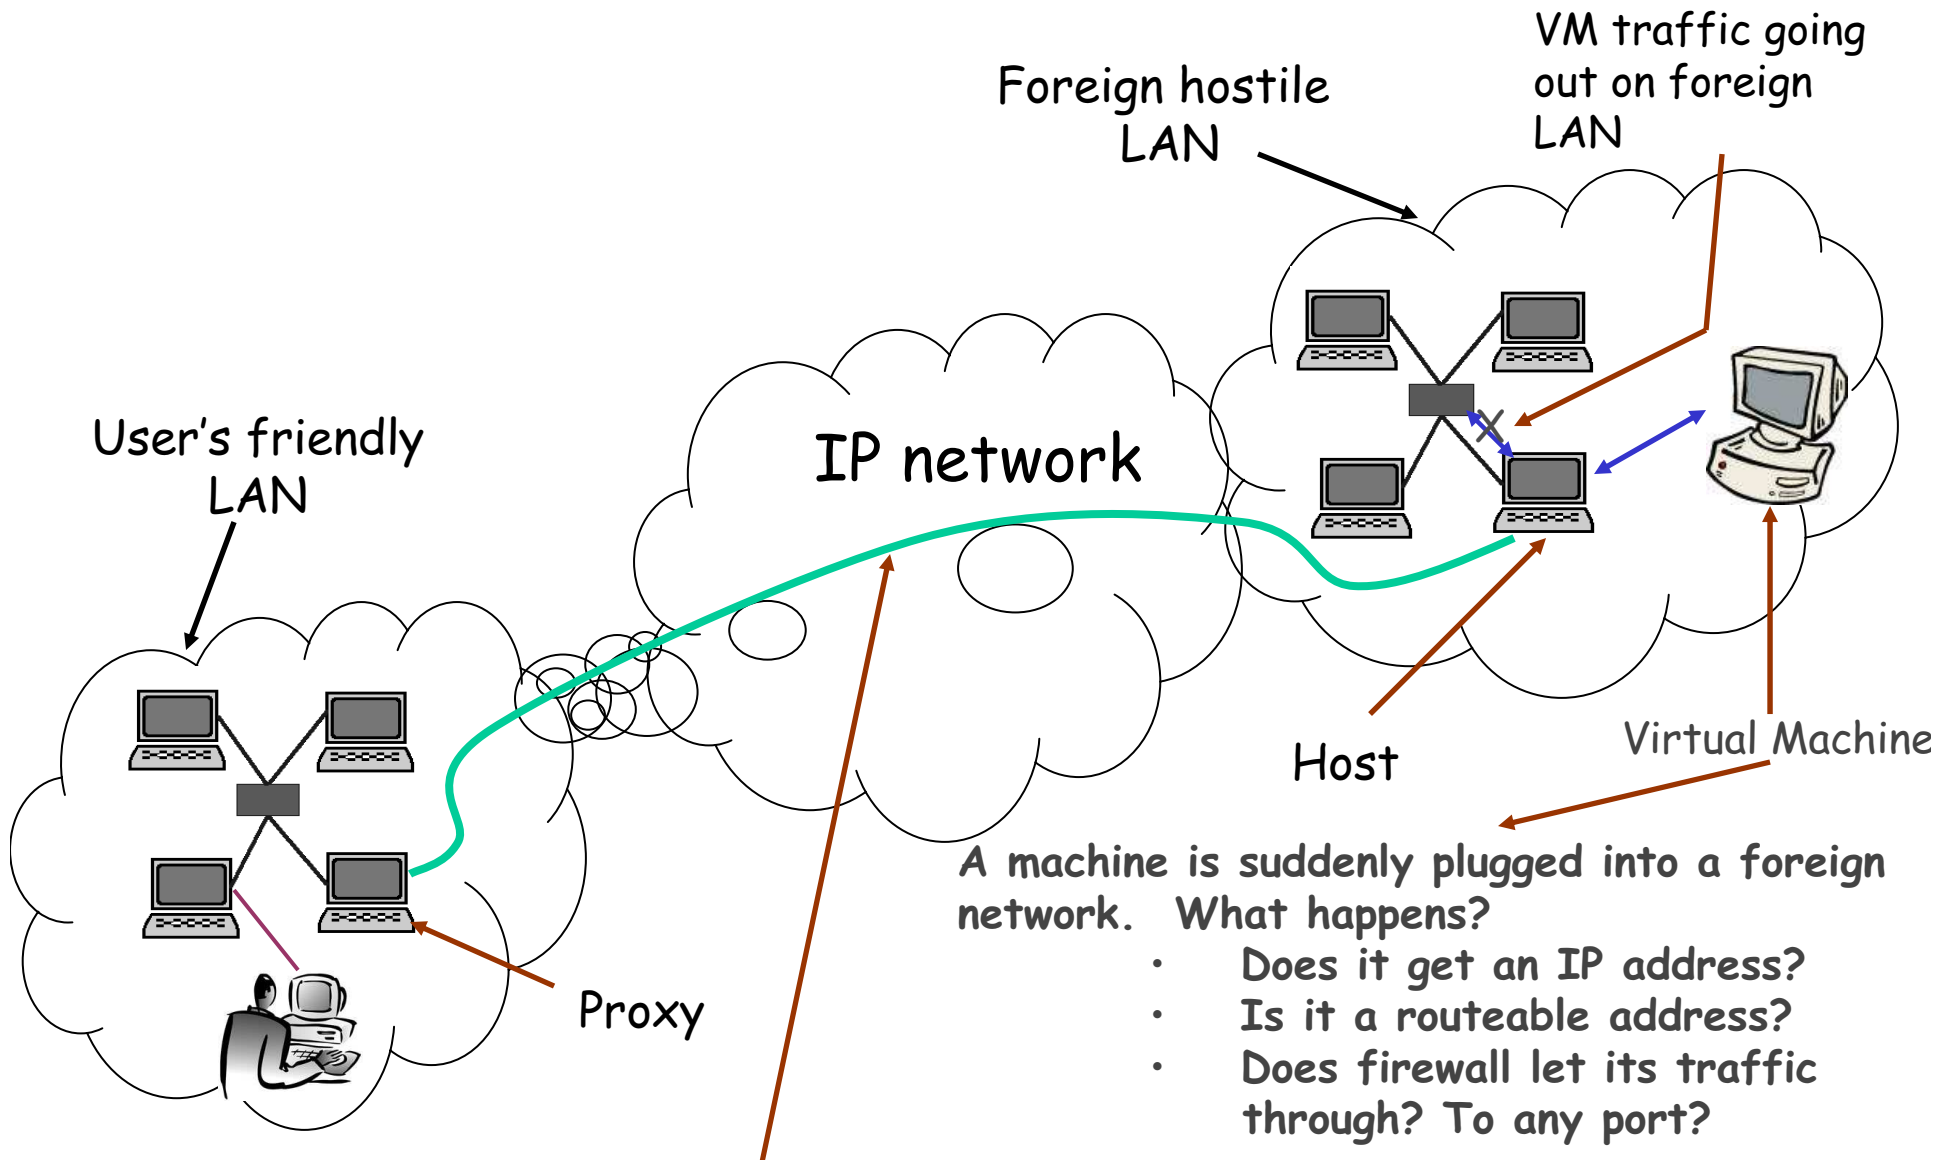 VM traffic going
out on foreign
LAN
Foreign hostile
LAN
User's friendly
LAN
IP network
Host
Virtual Machine
Proxy
A machine is suddenly plugged into a foreign
network. What happens?
• Does it get an IP address?
• Is it a routeable address?
• Does firewall let its traffic
through? To any port?